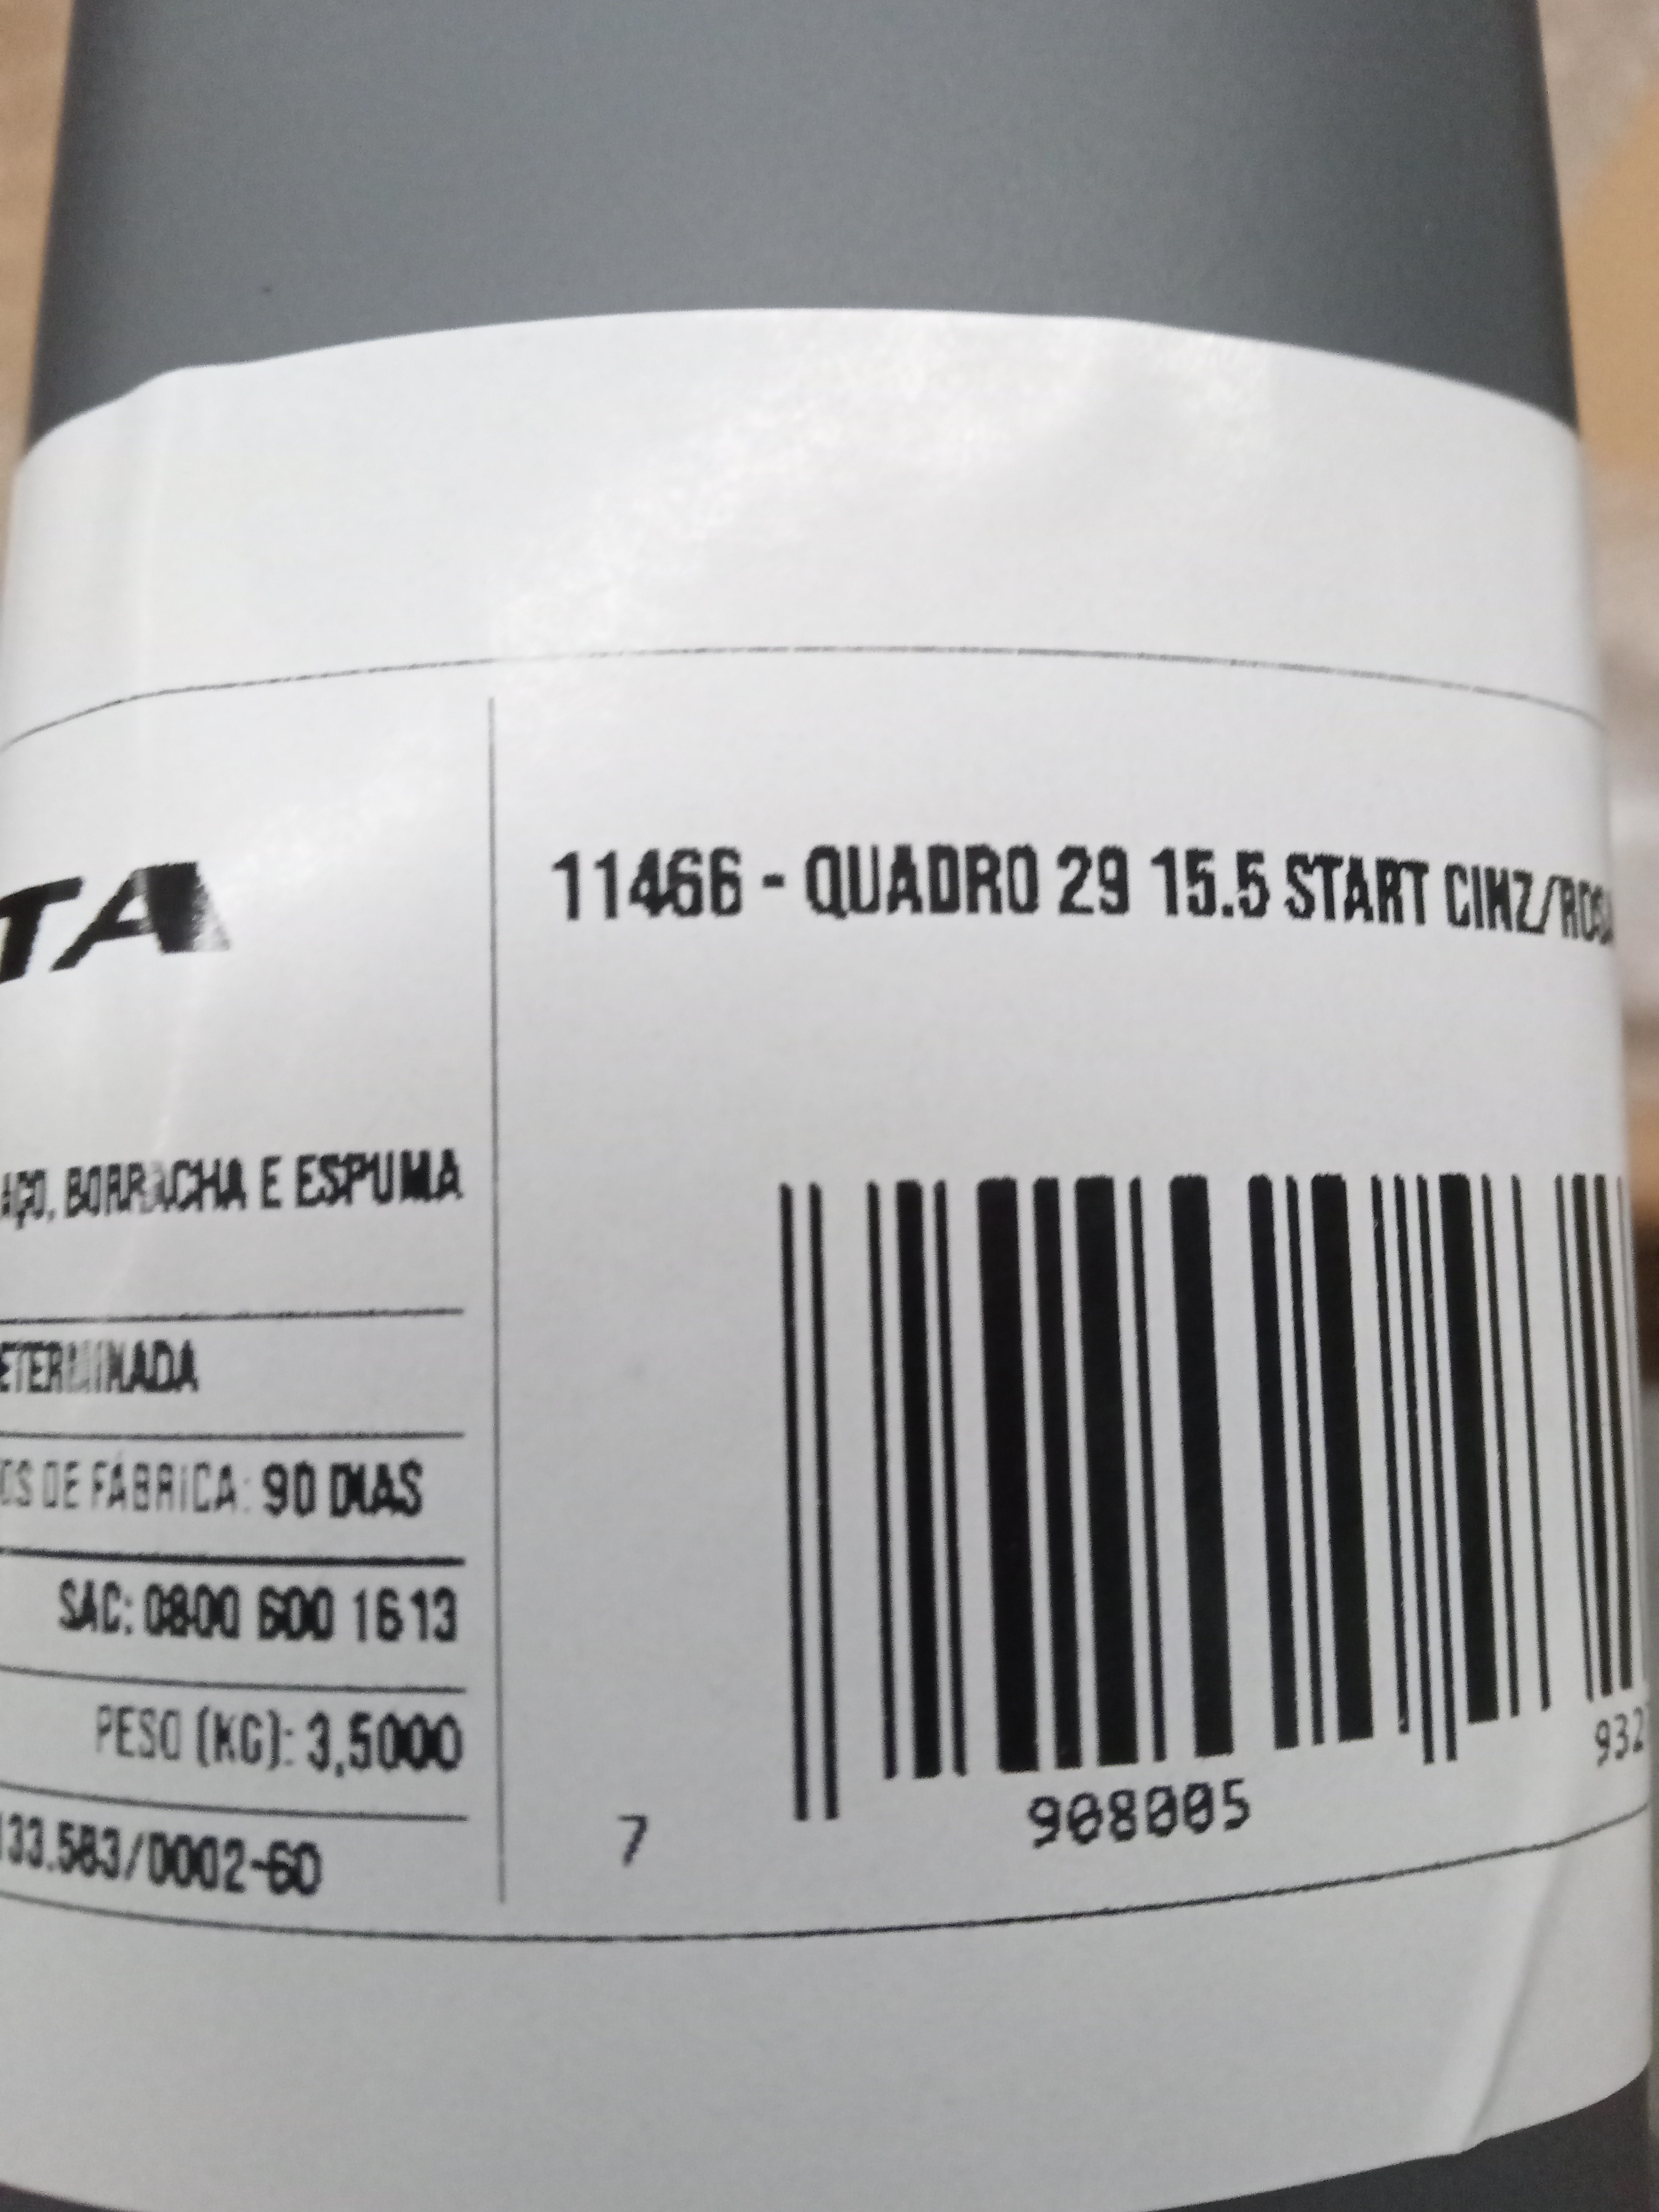 TA
11466 - QUADRO 29 15.5 START CINZ/ROSA
AÇO, BORRACHA E ESPUMA
ETERMINADA
OS DE FÁBRICA: 90 DIAS
SAC: 0800 600 1613
PESO (KG): 3,5000
133.583/0002-60
7 908005 932